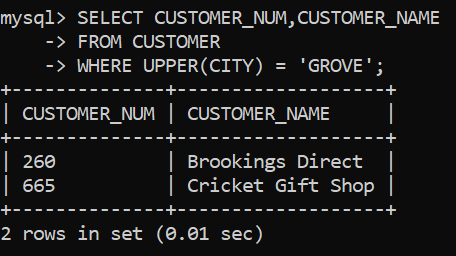 mysql> SELECT CUSTOMER_NUM,CUSTOMER_NAME
    -> FROM CUSTOMER
    -> WHERE UPPER(CITY) = 'GROVE';
+--------------+-------------------+
| CUSTOMER_NUM | CUSTOMER_NAME     |
+--------------+-------------------+
| 260          | Brookings Direct  |
| 665          | Cricket Gift Shop |
+--------------+-------------------+
2 rows in set (0.01 sec)